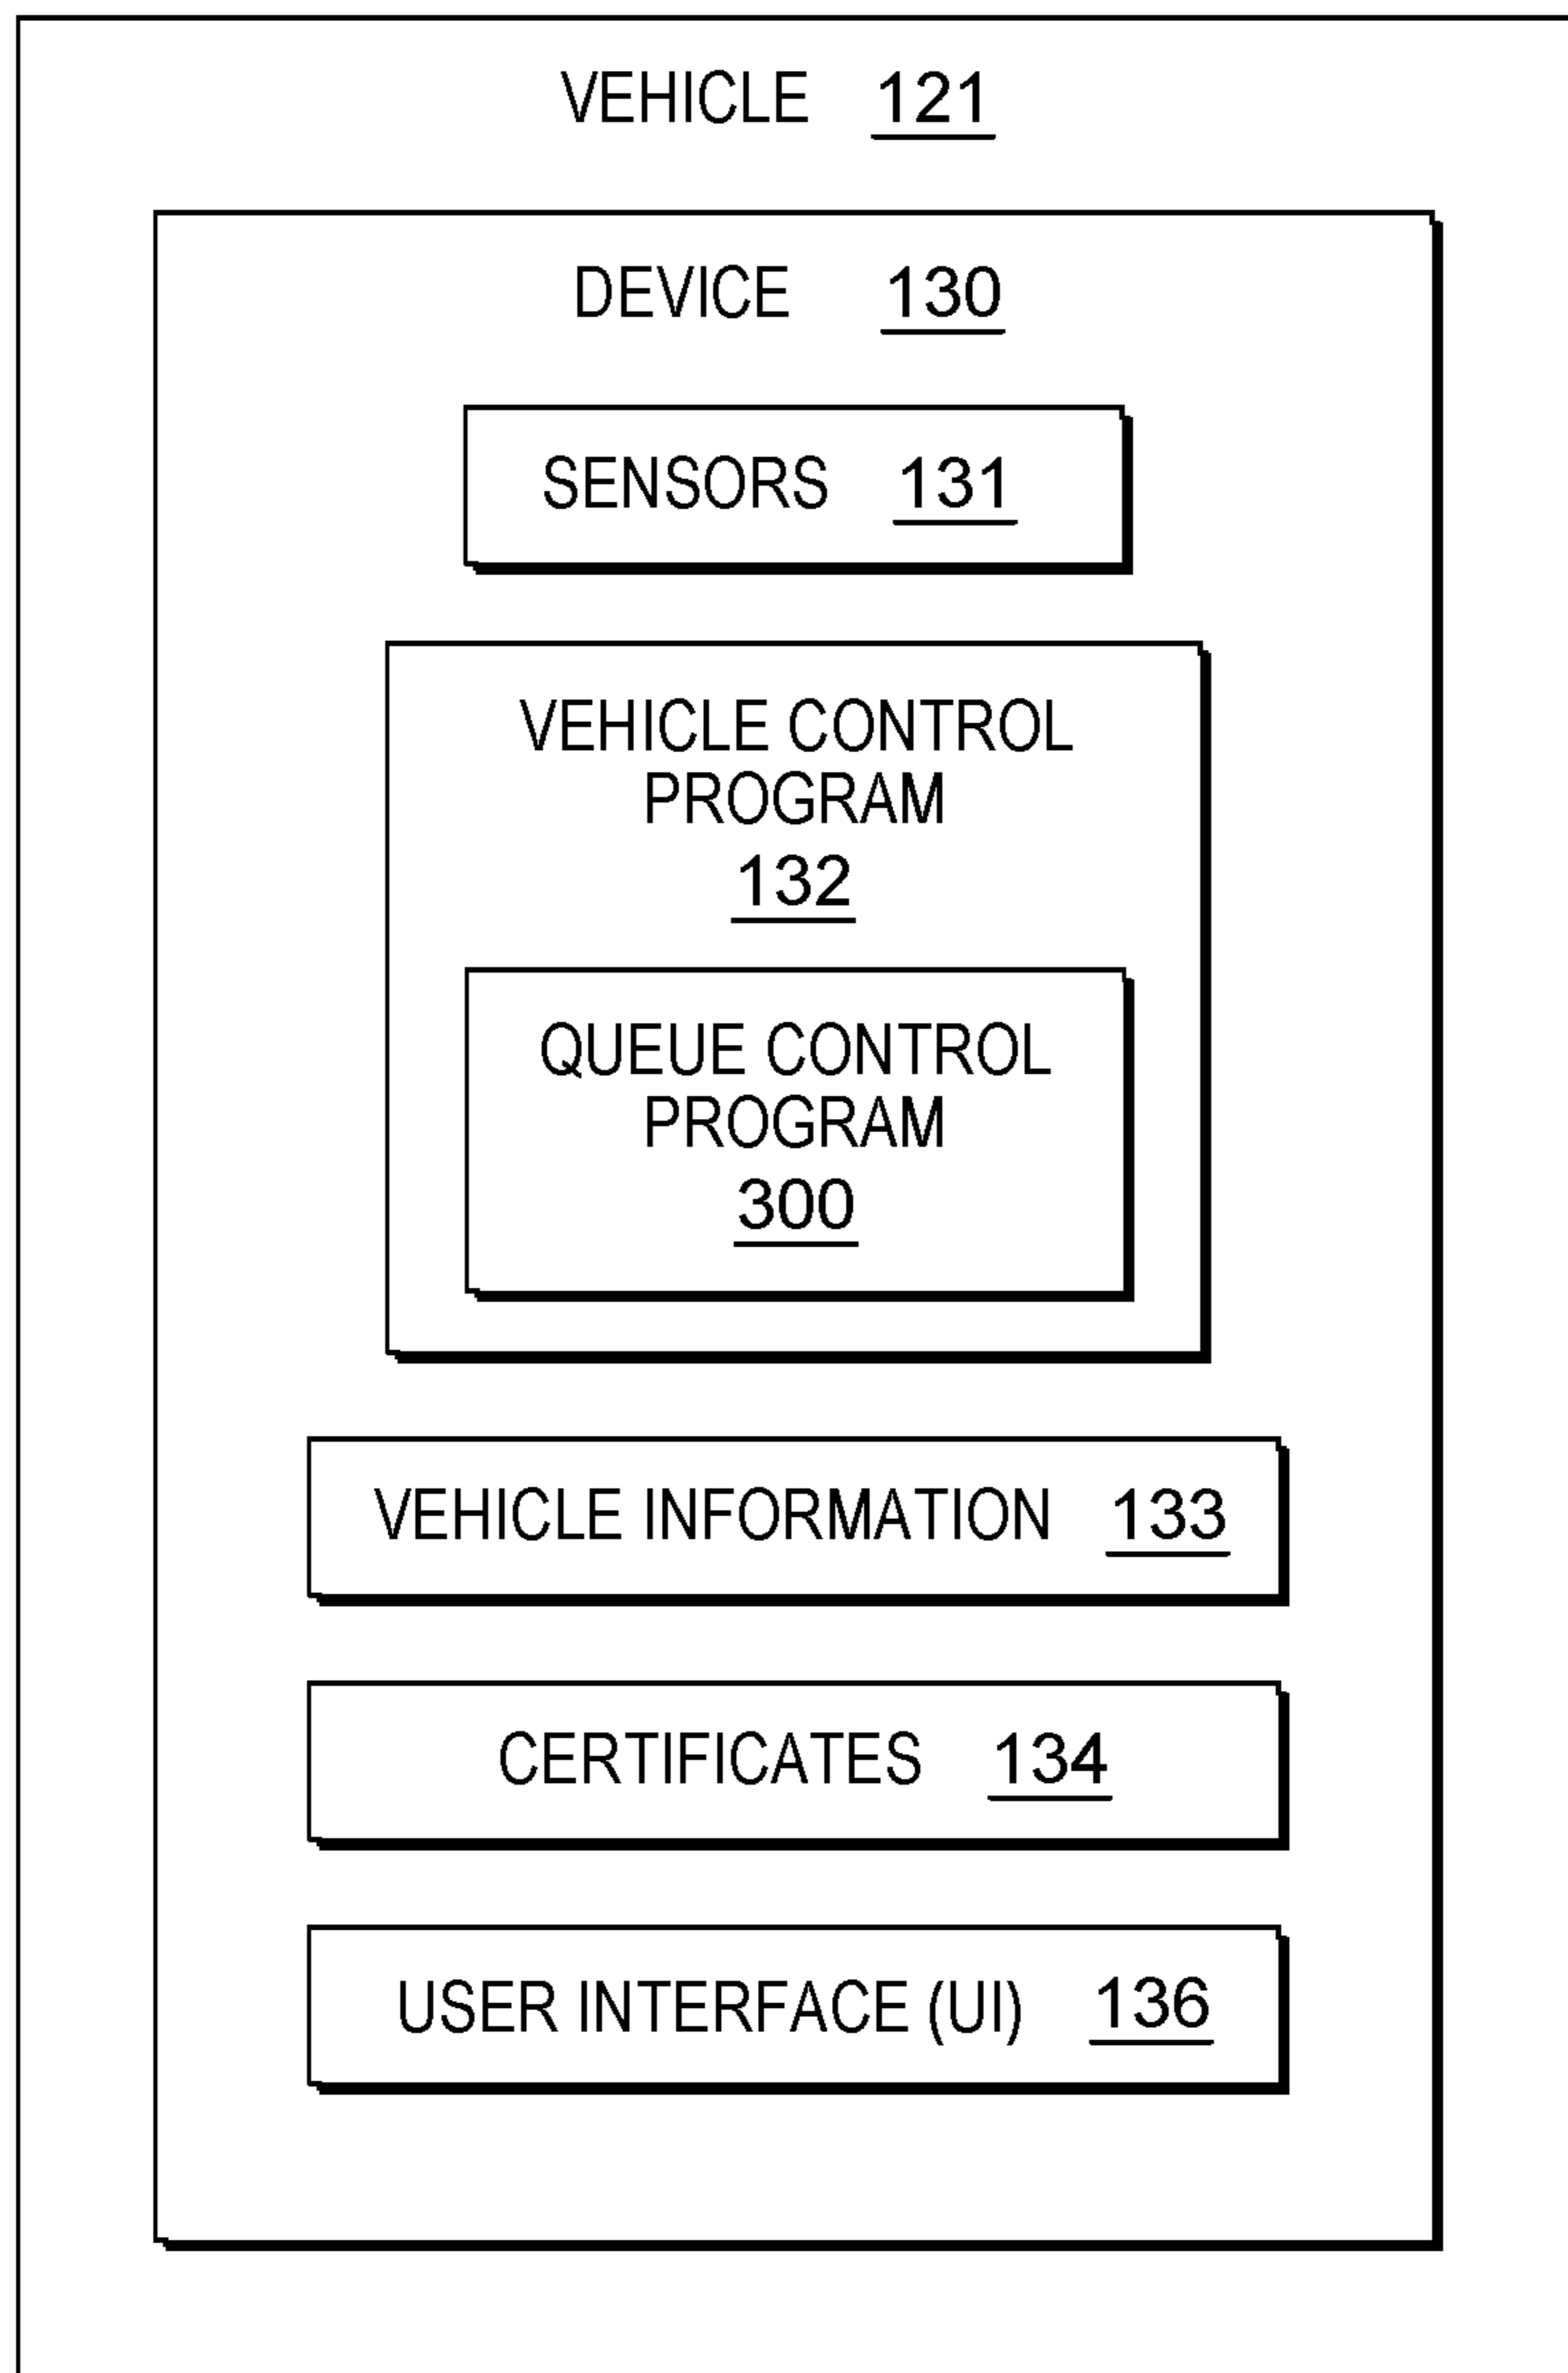 VEHICLE 121
DEVICE 130
SENSORS 131
VEHICLE CONTROL
PROGRAM
132
QUEUE CONTROL
PROGRAM
300
VEHICLE INFORMATION 133
CERTIFICATES 134
USER INTERFACE (UI) 136